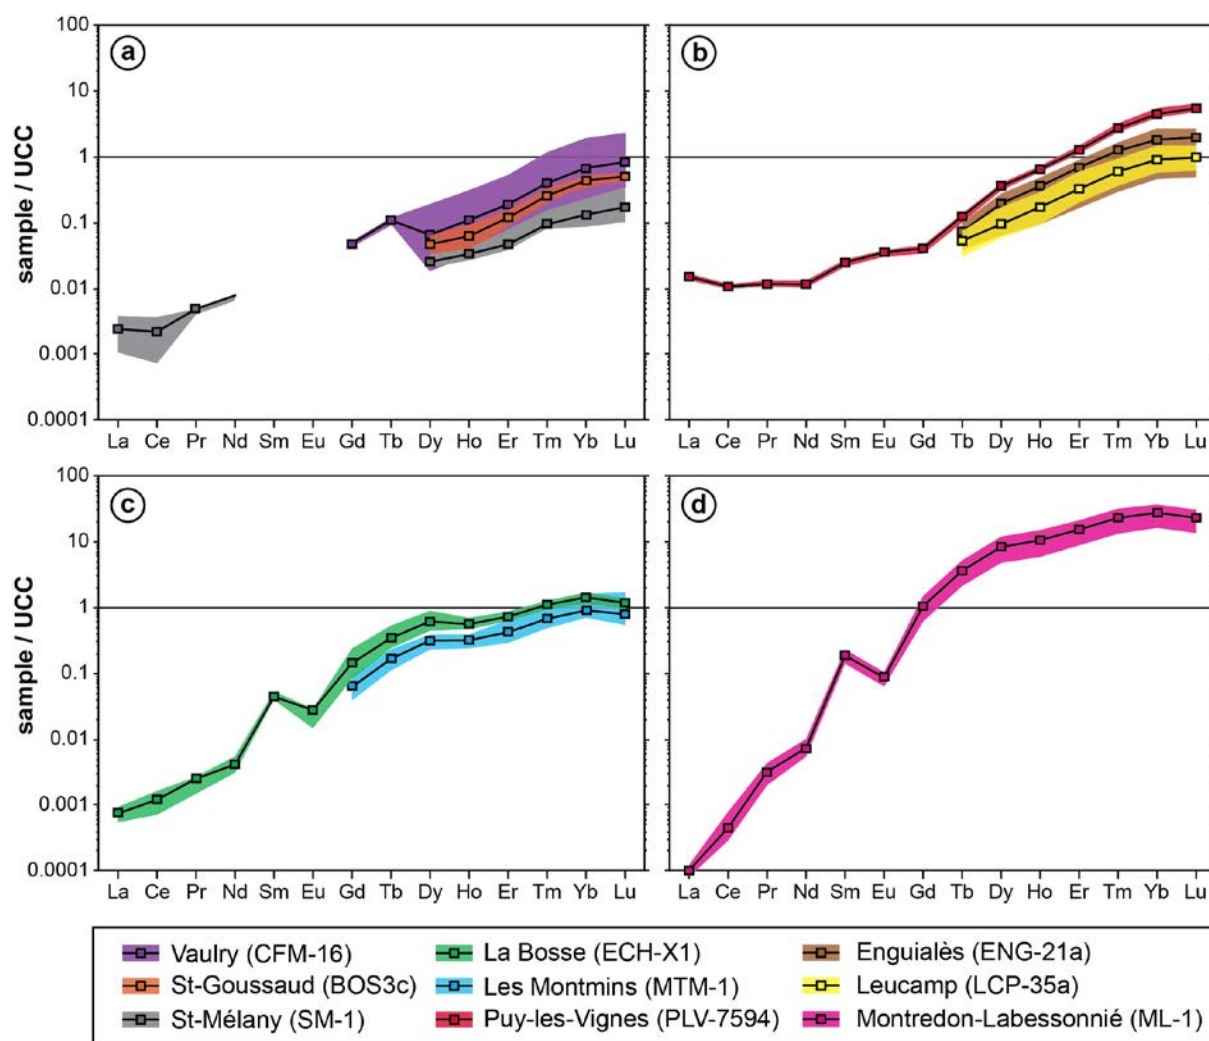 100
10
1
0.1
0.01
0.001
0.0001
sample / UCC
a
La Ce Pr Nd Sm Eu Gd Tb Dy Ho Er Tm Yb Lu
b
La Ce Pr Nd Sm Eu Gd Tb Dy Ho Er Tm Yb Lu
100
10
1
0.1
0.01
0.001
0.0001
sample / UCC
c
La Ce Pr Nd Sm Eu Gd Tb Dy Ho Er Tm Yb Lu
d
La Ce Pr Nd Sm Eu Gd Tb Dy Ho Er Tm Yb Lu
Vaulry (CFM-16) La Bosse (ECH-X1) Enguialès (ENG-21a)
St-Goussaud (BOS3c) Les Montmins (MTM-1) Leucamp (LCP-35a)
St-Mélany (SM-1) Puy-les-Vignes (PLV-7594) Montredon-Labessonnié (ML-1)